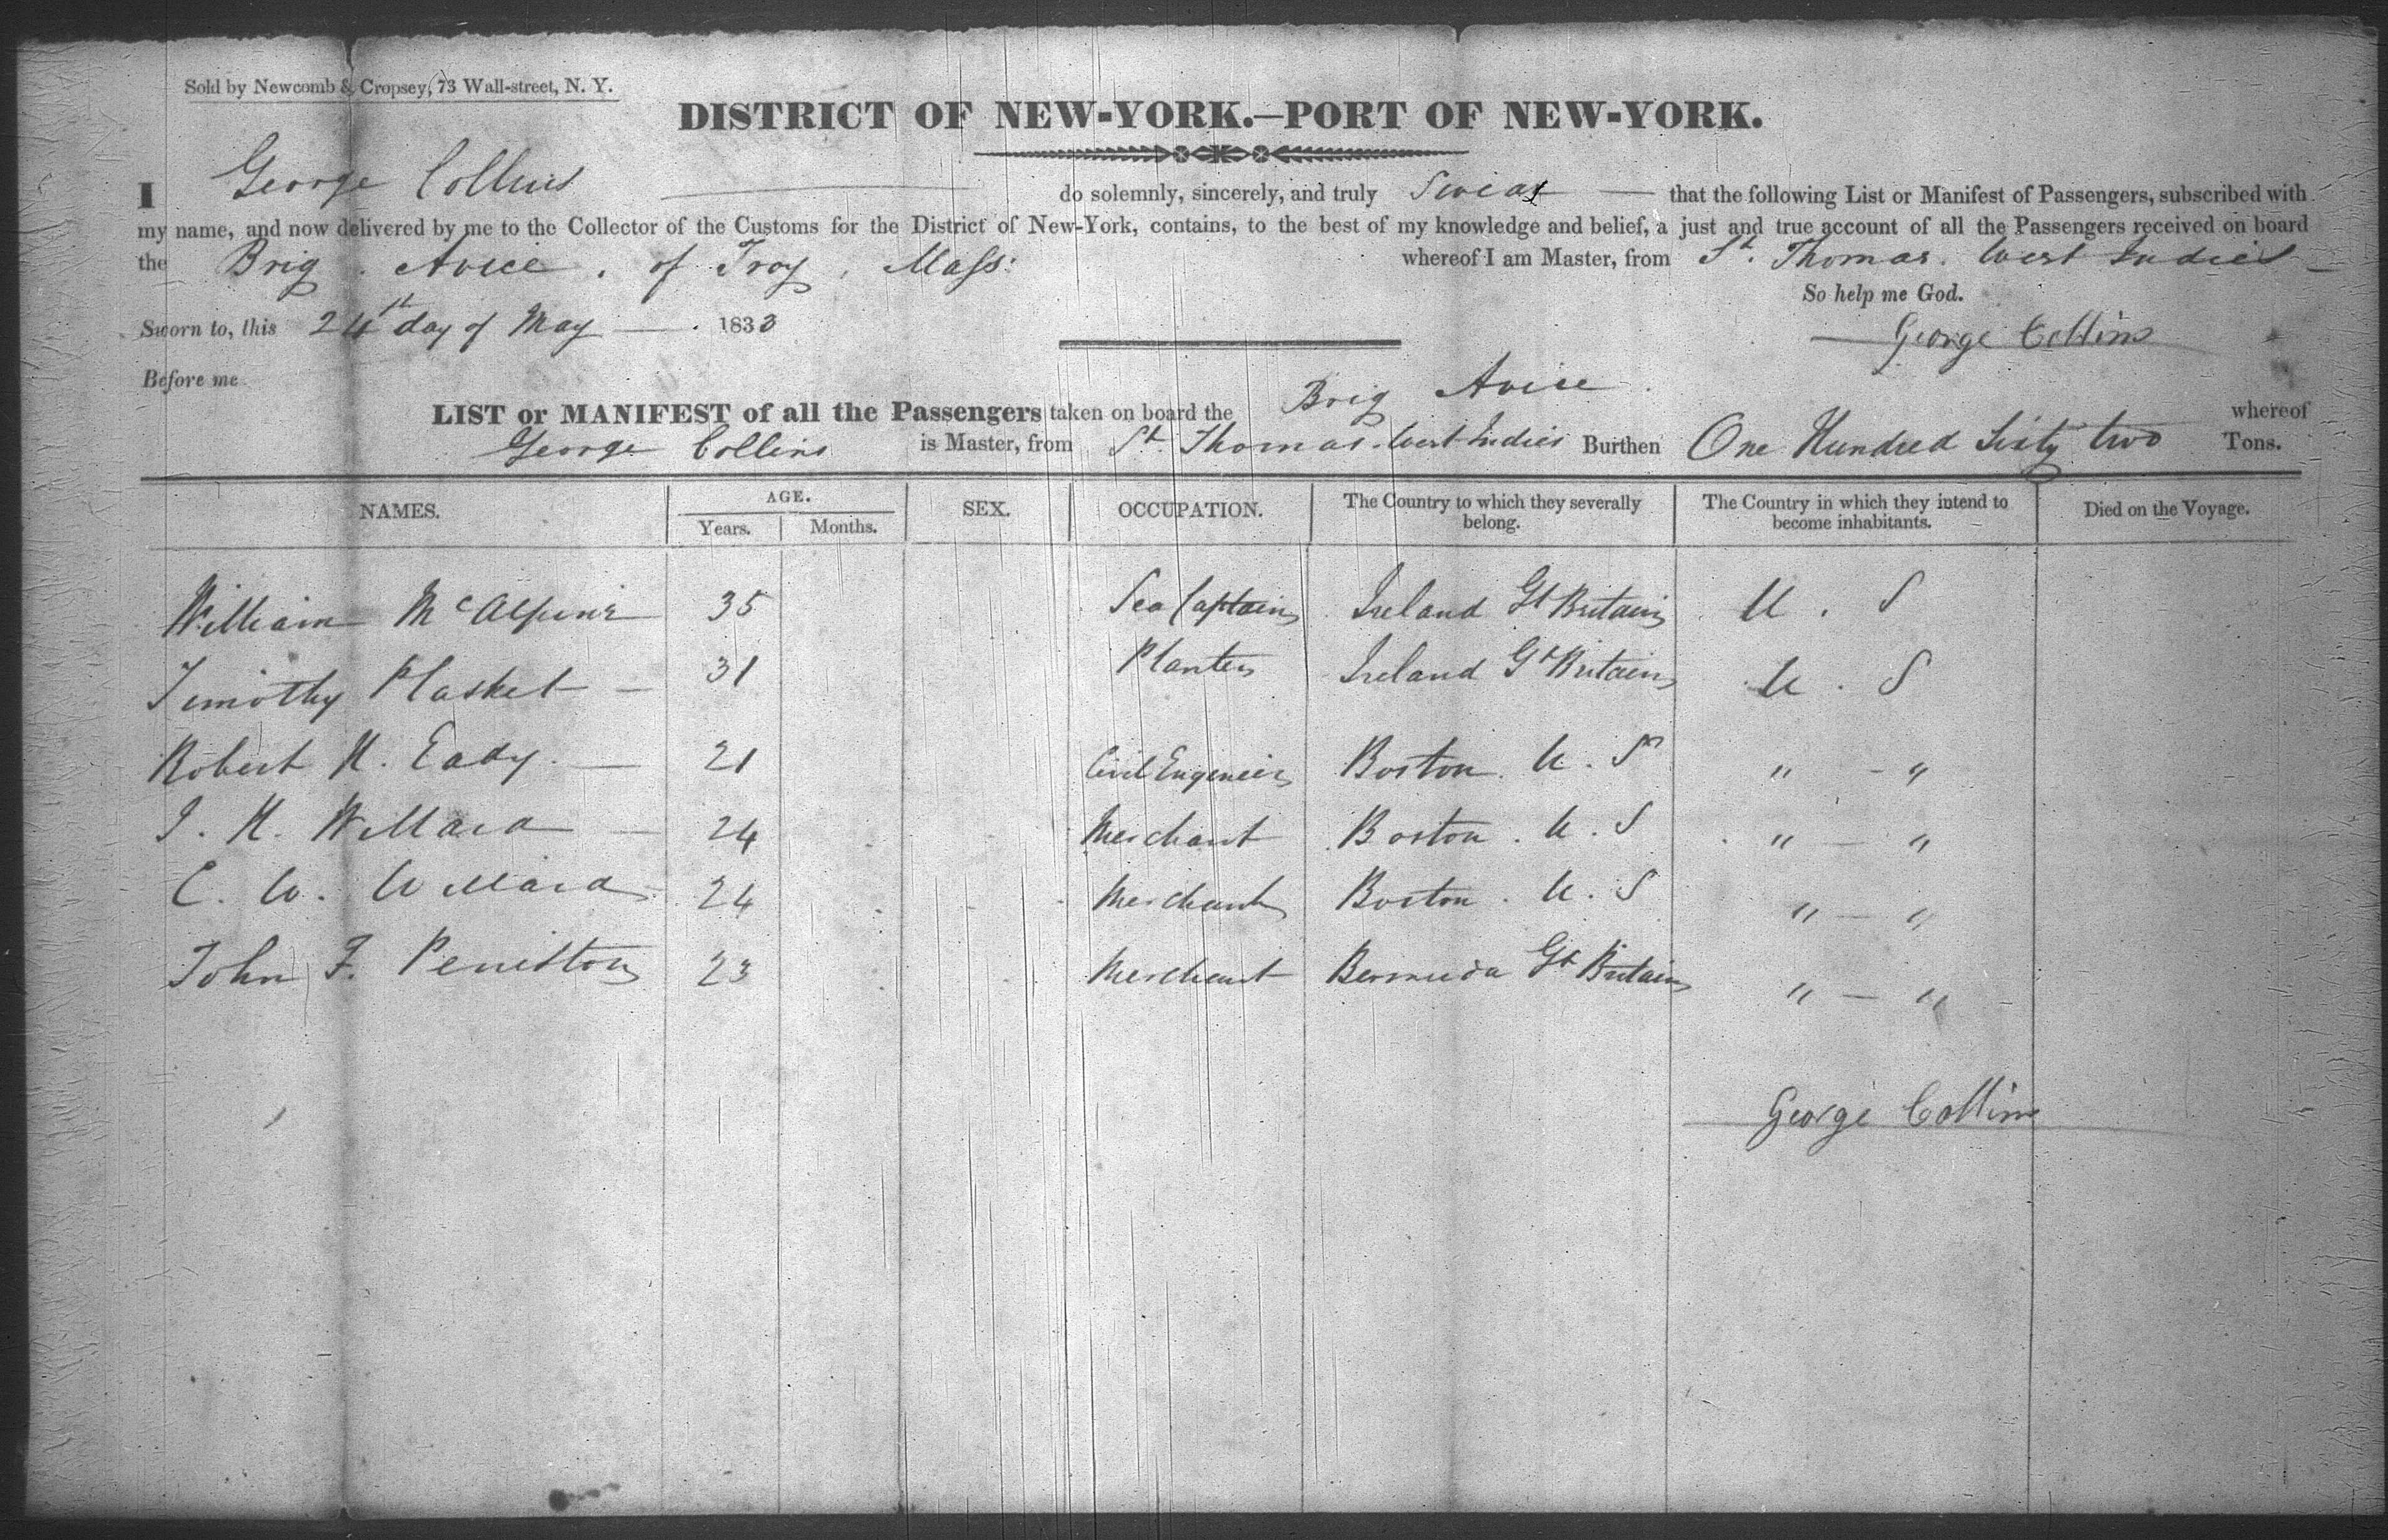 Sold by Newcomb & Cropsey, 73 Wall-street, N. Y.
DISTRICT OF NEW-YORK.—PORT OF NEW-YORK.
I George Collins do solemnly, sincerely, and truly Swear that the following List or Manifest of Passengers, subscribed with
my name, and now delivered by me to the Collector of the Customs for the District of New-York, contains, to the best of my knowledge and belief, a just and true account of all the Passengers received on board
the Brig Avice, of Troy, Mass: whereof I am Master, from St. Thomas. West Indies
So help me God.
Sworn to, this 24th day of May 1833
George Collins
Before me
LIST or MANIFEST of all the Passengers taken on board the Brig Avice whereof
George Collins is Master, from St. Thomas. West Indies Burthen One Hundred Sixty two Tons.
NAMES. AGE. Years. Months. SEX. OCCUPATION. The Country to which they severally belong. The Country in which they intend to become inhabitants. Died on the Voyage.
William McAlpine 35 Sea Captain Ireland Gt Britain U. S
Timothy Plasket 31 Planter Ireland Gt Britain U. S
Robert H. Eady 21 Civil Engineer Boston. U. S " - "
J. H. Willard 24 Merchant Boston. U. S " - "
C. W. Willard 24 Merchant Boston. U. S " - "
John F. Peniston 23 Merchant Bermuda Gt Britain " - "
George Collins